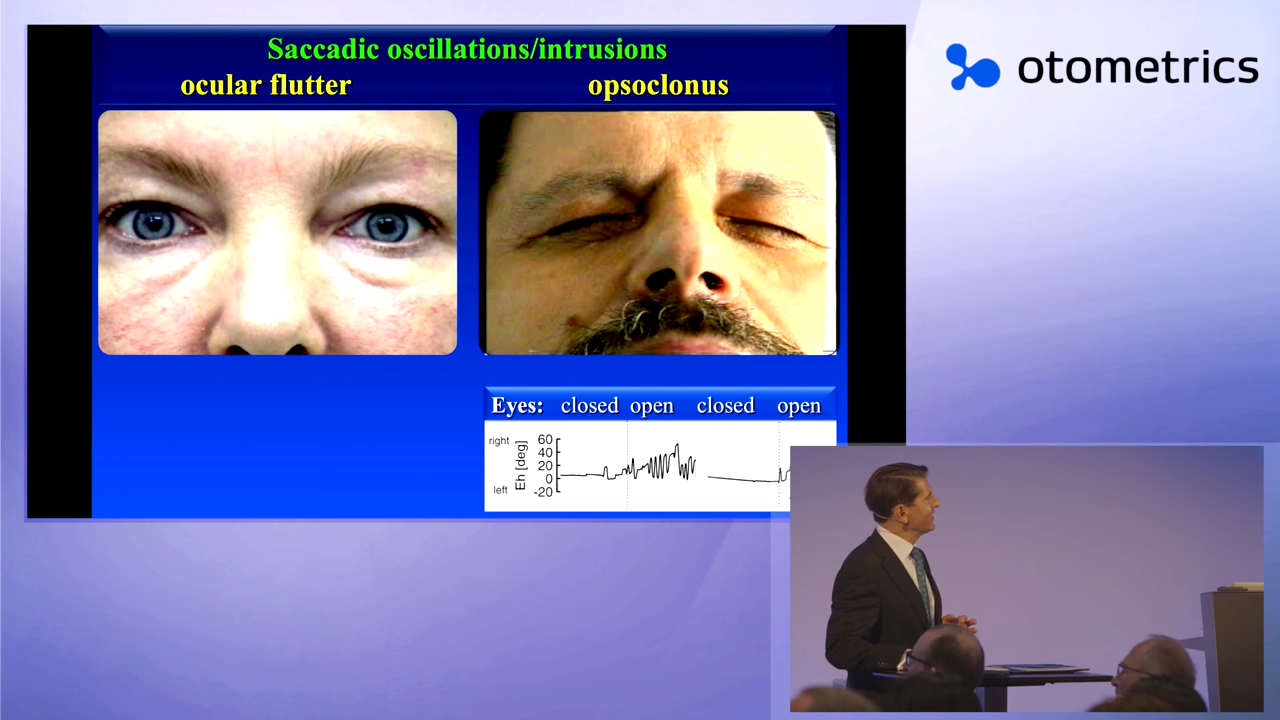 Saccadic oscillations/intrusions
ocular flutter
opsoclonus
otometrics
Eyes: closed open closed open
right
left
Eh [deg]
60
40
20
0
-20